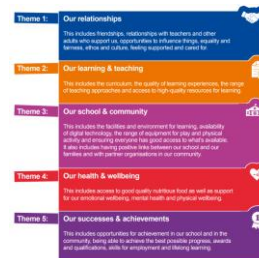 Theme 1: Our relationships
This includes friendships, relationships with teachers and other
adults who support us, opportunities to influence things, equality and
fairness, ethos and culture, feeling supported and cared for.
Theme 2: Our learning & teaching
This includes the curriculum, the quality of learning experiences, the range
of teaching approaches and access to high quality resources for learning.
Theme 3: Our school & community
This includes the facilities and environment for learning, availability
of digital technology, the range of equipment for play and physical
activity and ensuring everyone has good access to what's available.
It also includes having positive links between our school and our
families and with partner organisations in our community.
Theme 4: Our health & wellbeing
This includes access to good quality nutritious food as well as support
for our emotional wellbeing, mental health and physical wellbeing.
Theme 5: Our successes & achievements
This includes opportunities for achievement in our school and in the
community, being able to achieve the best possible progress, awards
and qualifications, skills for employment and lifelong learning.